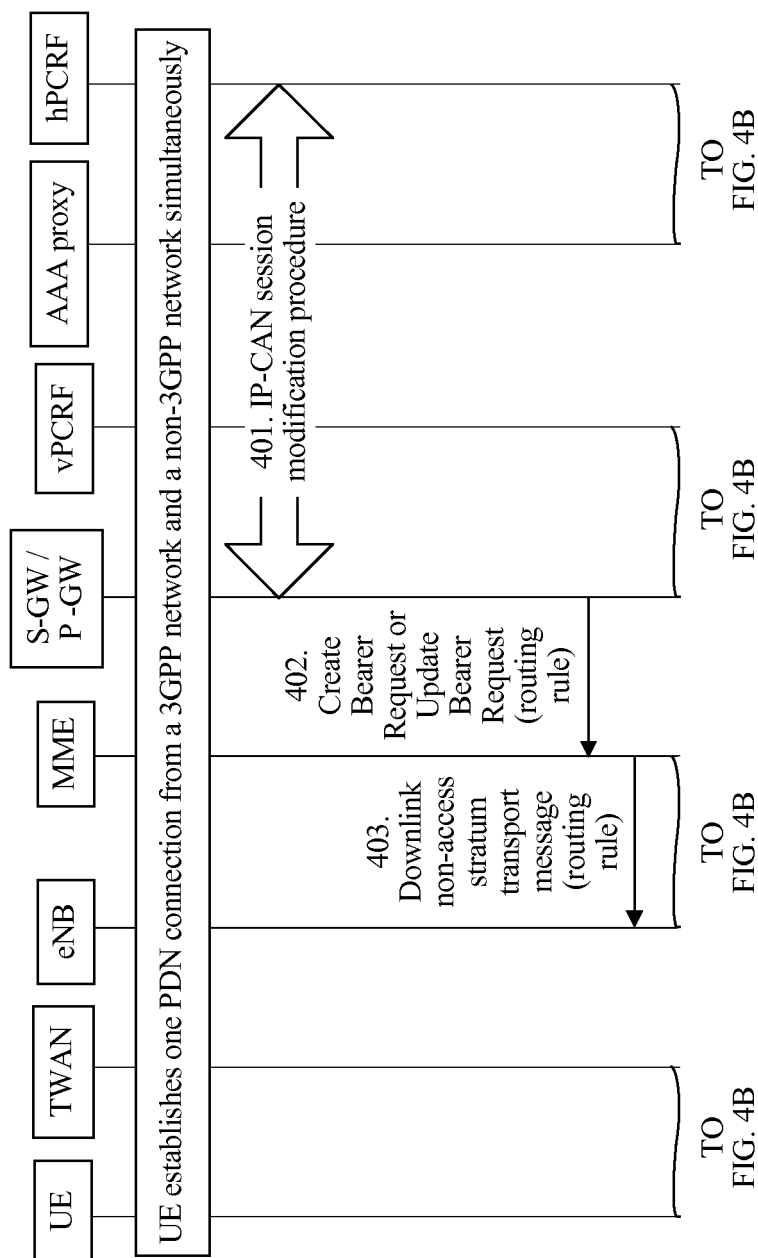 UE
TWAN
eNB
MME
S-GW /
P -GW
vPCRF
AAA proxy
hPCRF
UE establishes one PDN connection from a 3GPP network and a non-3GPP network simultaneously
401. IP-CAN session
modification procedure
402.
Create
Bearer
Request or
Update
Bearer
Request
(routing
rule)
403.
Downlink
non-access
stratum
transport
message
(routing
rule)
TO
FIG. 4B
TO
FIG. 4B
TO
FIG. 4B
TO
FIG. 4B